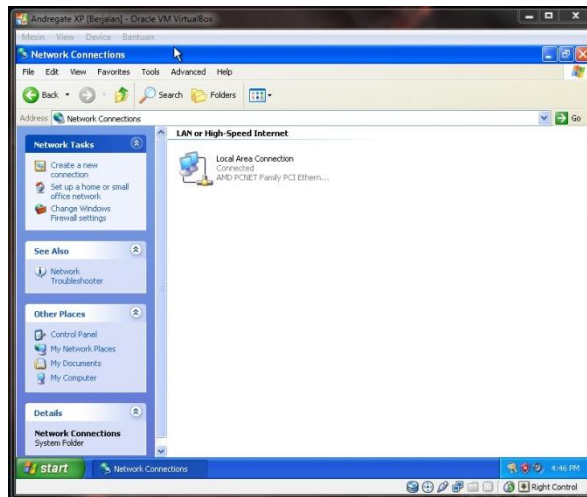 Andregate XP [Berjalan] - Oracle VM VirtualBox
Mesin View Device Bantuan
Network Connections
File Edit View Favorites Tools Advanced Help
Back Search Folders
Address Network Connections Go
Network Tasks
Create a new
connection
Set up a home or small
office network
Change Windows
Firewall settings
See Also
Network
Troubleshooter
Other Places
Control Panel
My Network Places
My Documents
My Computer
Details
Network Connections
System Folder
LAN or High-Speed Internet
Local Area Connection
Connected
AMD PCNET Family PCI Ethern...
start Network Connections 4:46 PM
Right Control